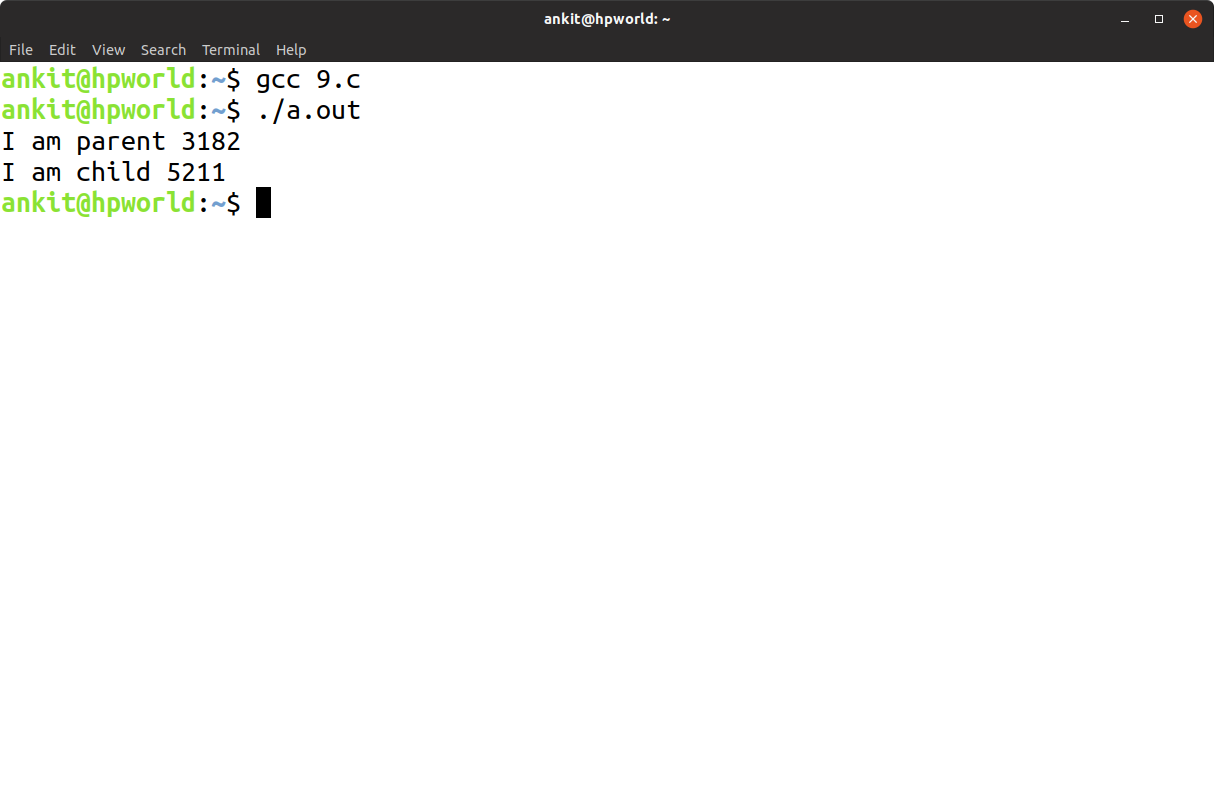 ankit@hpworld: ~
File Edit View Search Terminal Help
ankit@hpworld:~$ gcc 9.c
ankit@hpworld:~$ ./a.out
I am parent 3182
I am child 5211
ankit@hpworld:~$